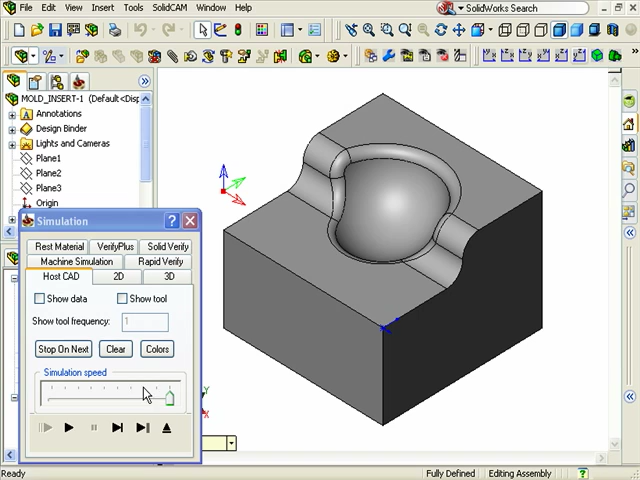 File Edit View Insert Tools SolidCAM Window Help
SolidWorks Search
MOLD_INSERT-1 (Default<Disp
Annotations
Design Binder
Lights and Cameras
Plane1
Plane2
Plane3
Origin
Simulation
Rest Material VerifyPlus Solid Verify
Machine Simulation Rapid Verify
Host CAD 2D 3D
Show data Show tool
Show tool frequency: 1
Stop On Next Clear Colors
Simulation speed
Y
X
Ready Fully Defined Editing Assembly